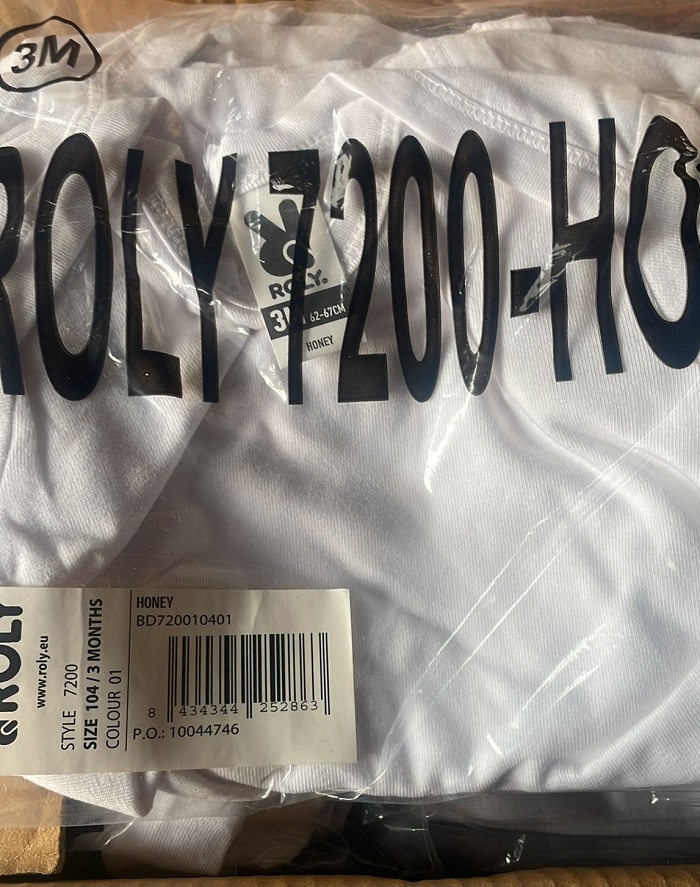 3M
ROLY 7200-HO
ROLY®
3M 62-67CM
HONEY
ROLY
www.roly.eu
STYLE 7200
SIZE 104 / 3 MONTHS
COLOUR 01
HONEY
BD720010401
8 434344 252863
P.O.: 10044746